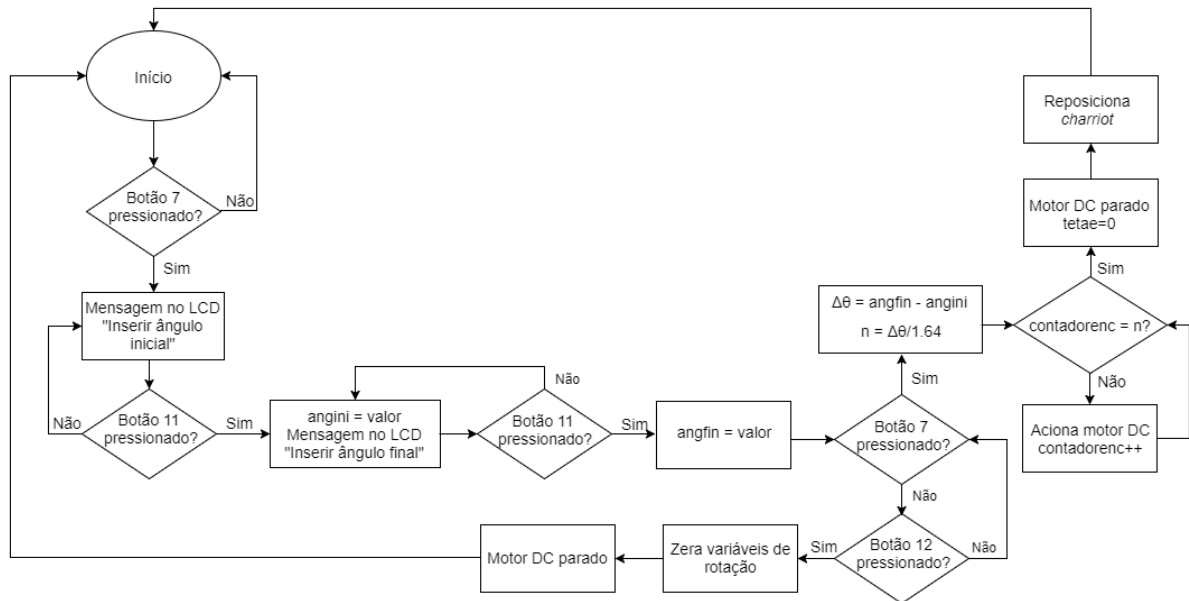 Início
Botão 7
pressionado?
Não
Sim
Mensagem no LCD
"Inserir ângulo
inicial"
Botão 11
pressionado?
Não
Sim
angini = valor
Mensagem no LCD
"Inserir ângulo final"
Botão 11
pressionado?
Não
Sim
angfin = valor
Botão 7
pressionado?
Sim
Não
Δθ = angfin - angini
n = Δθ/1.64
contadorenc = n?
Sim
Não
Motor DC parado
tetae=0
Reposiciona
charriot
Aciona motor DC
contadorenc++
Botão 12
pressionado?
Não
Sim
Zera variáveis de
rotação
Motor DC parado